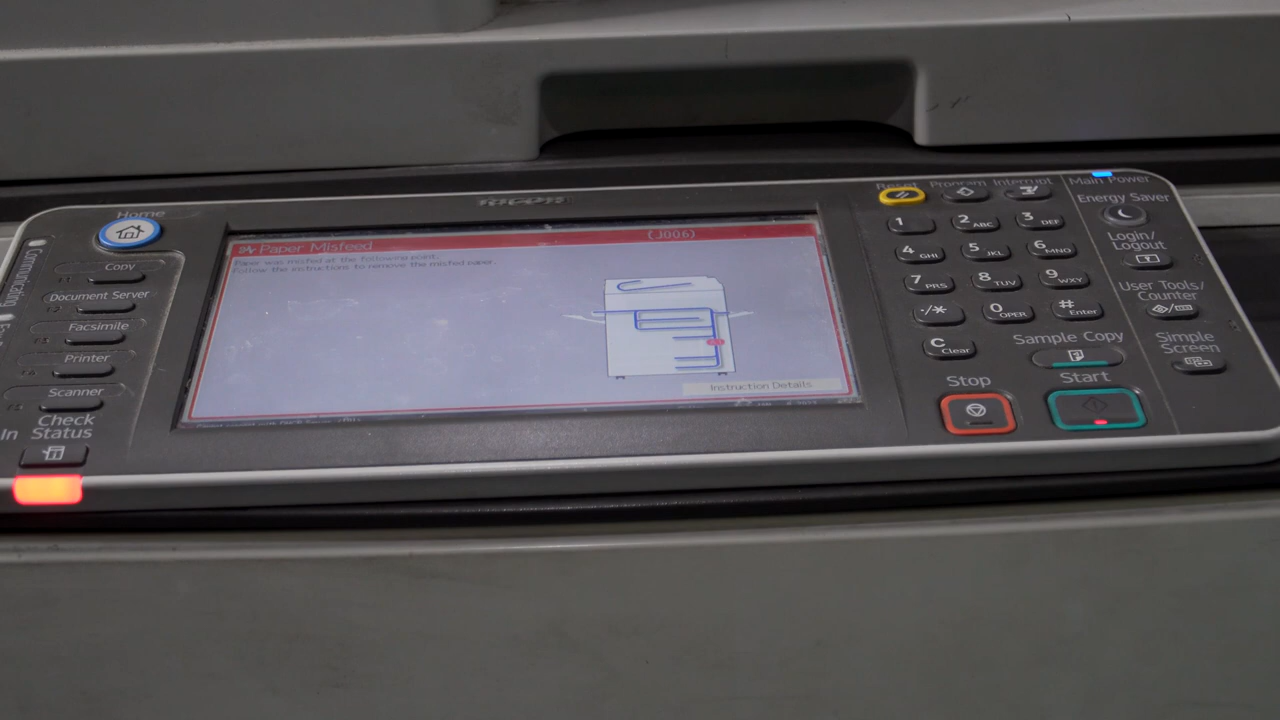 RICOH
Home
Copy
Document Server
Facsimile
Printer
Scanner
Check
Status
Communicating
In
Paper Misfeed
(J006)
Paper was misfed at the following point.
Follow the instructions to remove the misfed paper.
Instruction Details
Reset
Program
Interrupt
Main Power
Energy Saver
1
2 ABC
3 DEF
Login/
Logout
4 GHI
5 JKL
6 MNO
7 PRS
8 TUV
9 WXY
User Tools/
Counter
·/*
0 OPER
# Enter
C Clear
Sample Copy
Simple
Screen
Stop
Start